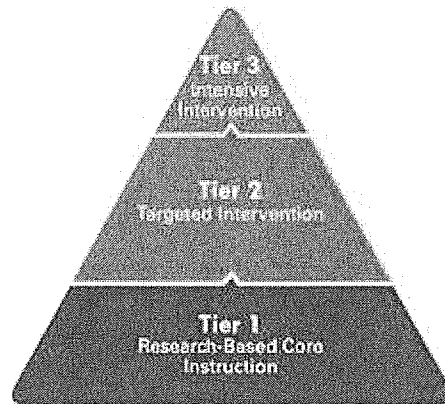 Tier 3
Intensive
Intervention
Tier 2
Targeted Intervention
Tier 1
Research-Based Core
Instruction